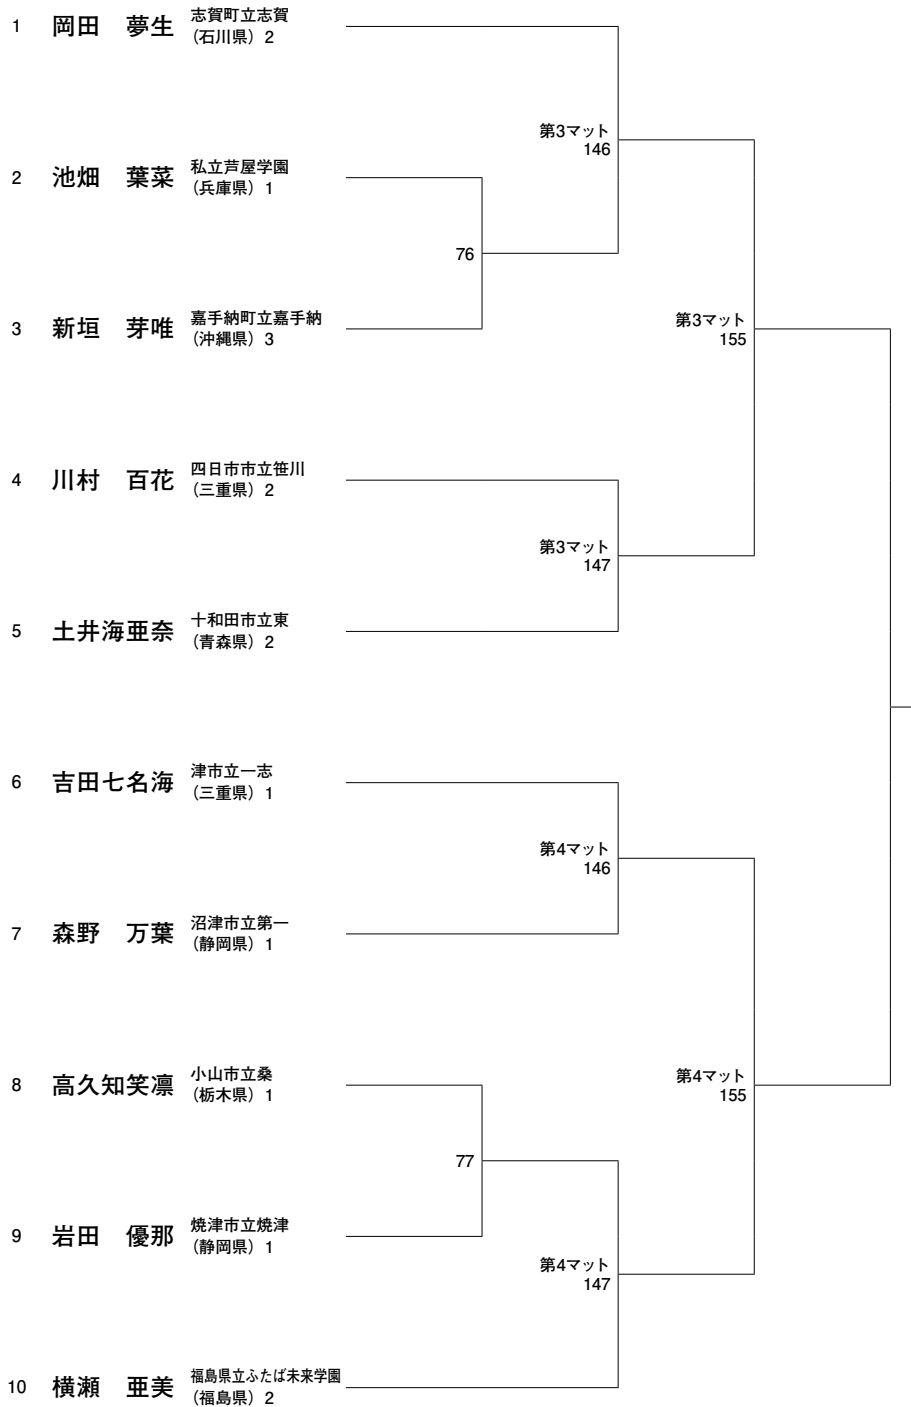 1 岡田　夢生 志賀町立志賀
(石川県) 2
第3マット
146
2 池畑　葉菜 私立芦屋学園
(兵庫県) 1
76
3 新垣　芽唯 嘉手納町立嘉手納
(沖縄県) 3
第3マット
155
4 川村　百花 四日市市立笹川
(三重県) 2
第3マット
147
5 土井海亜奈 十和田市立東
(青森県) 2
6 吉田七名海 津市立一志
(三重県) 1
第4マット
146
7 森野　万葉 沼津市立第一
(静岡県) 1
8 高久知笑凛 小山市立桑
(栃木県) 1
第4マット
155
77
9 岩田　優那 焼津市立焼津
(静岡県) 1
第4マット
147
10 横瀬　亜美 福島県立ふたば未来学園
(福島県) 2